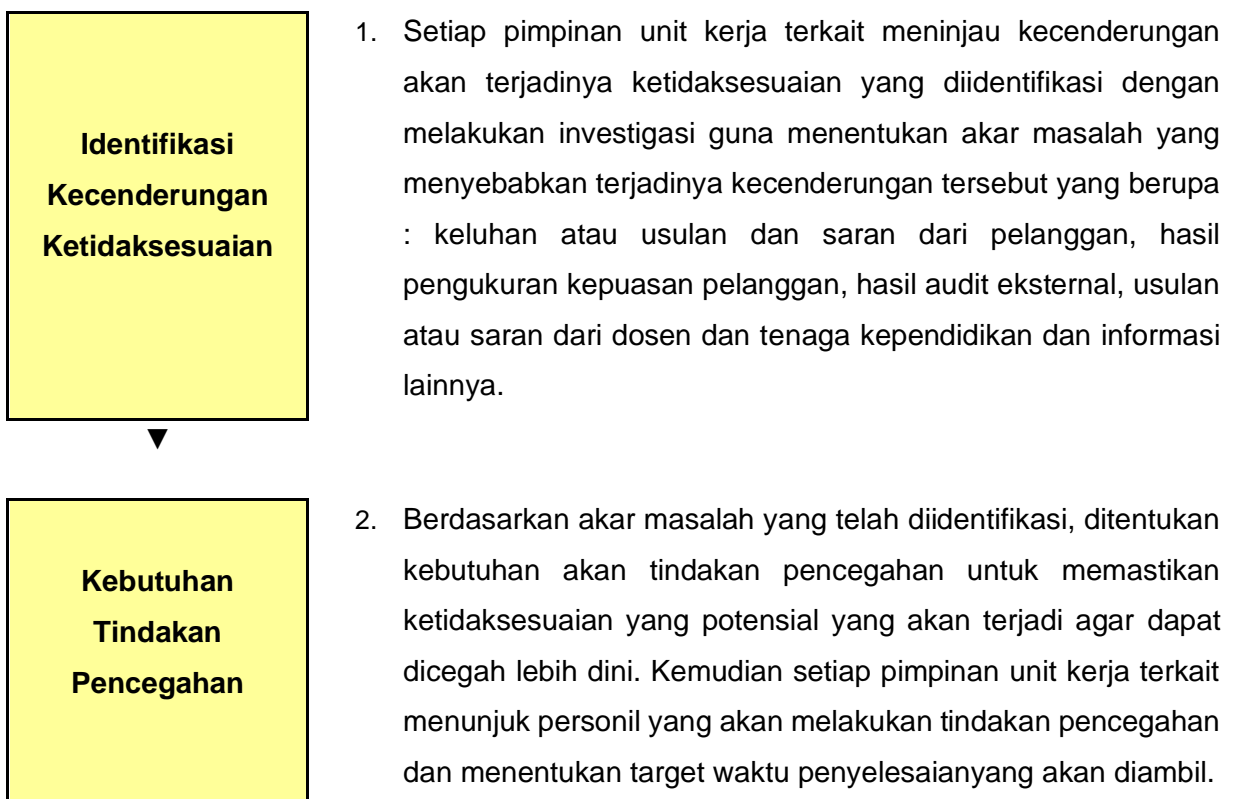 Identifikasi
Kecenderungan
Ketidaksesuaian
1. Setiap pimpinan unit kerja terkait meninjau kecenderungan
akan terjadinya ketidaksesuaian yang diidentifikasi dengan
melakukan investigasi guna menentukan akar masalah yang
menyebabkan terjadinya kecenderungan tersebut yang berupa
: keluhan atau usulan dan saran dari pelanggan, hasil
pengukuran kepuasan pelanggan, hasil audit eksternal, usulan
atau saran dari dosen dan tenaga kependidikan dan informasi
lainnya.
Kebutuhan
Tindakan
Pencegahan
2. Berdasarkan akar masalah yang telah diidentifikasi, ditentukan
kebutuhan akan tindakan pencegahan untuk memastikan
ketidaksesuaian yang potensial yang akan terjadi agar dapat
dicegah lebih dini. Kemudian setiap pimpinan unit kerja terkait
menunjuk personil yang akan melakukan tindakan pencegahan
dan menentukan target waktu penyelesaianyang akan diambil.